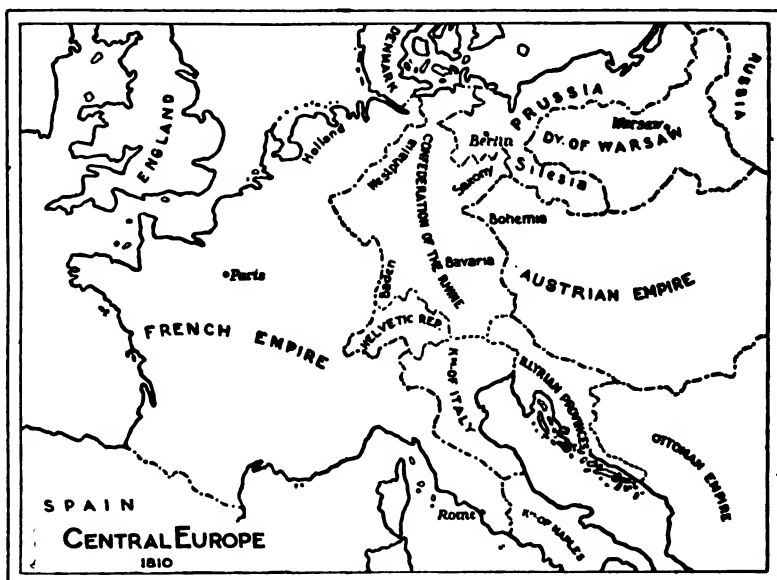 DENMARK
RUSSIA
ENGLAND
Holland
PRUSSIA
Warsaw
DY. OF WARSAW
Berlin
Westphalia
CONFEDERATION OF THE RHINE
Saxony
Silesia
Bohemia
Paris
Baden
Bavaria
AUSTRIAN EMPIRE
FRENCH EMPIRE
HELVETIC REP.
KM. OF ITALY
ILLYRIAN PROVINCES
OTTOMAN EMPIRE
SPAIN
Rome
KM. OF NAPLES
CENTRAL EUROPE
1810